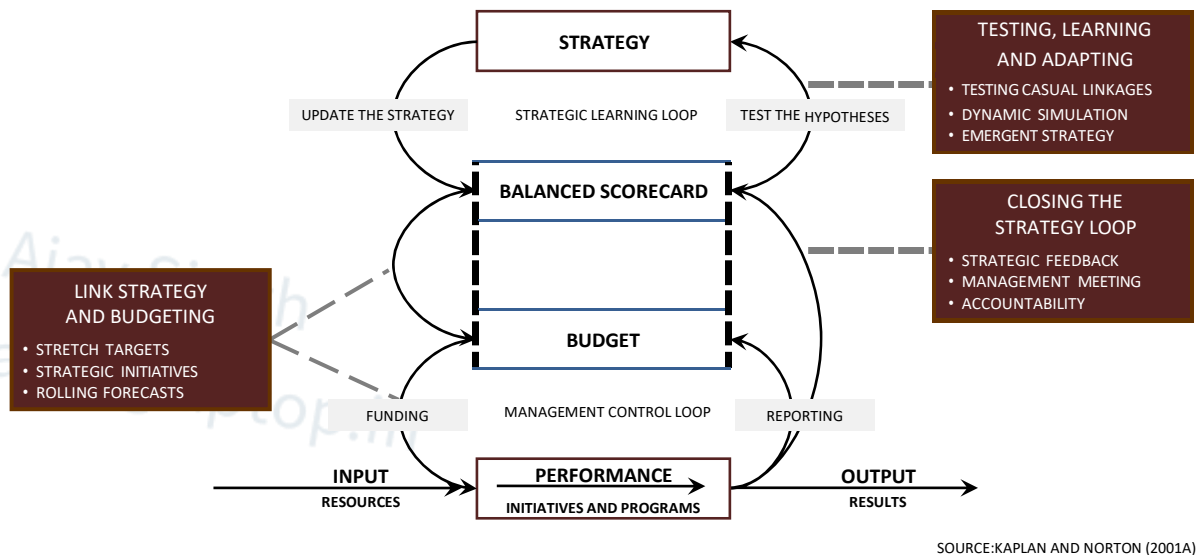 STRATEGY
TESTING, LEARNING
AND ADAPTING
• TESTING CASUAL LINKAGES
• DYNAMIC SIMULATION
• EMERGENT STRATEGY
UPDATE THE STRATEGY
STRATEGIC LEARNING LOOP
TEST THE HYPOTHESES
BALANCED SCORECARD
CLOSING THE
STRATEGY LOOP
• STRATEGIC FEEDBACK
• MANAGEMENT MEETING
• ACCOUNTABILITY
LINK STRATEGY
AND BUDGETING
• STRETCH TARGETS
• STRATEGIC INITIATIVES
• ROLLING FORECASTS
BUDGET
FUNDING
MANAGEMENT CONTROL LOOP
REPORTING
INPUT
RESOURCES
PERFORMANCE
INITIATIVES AND PROGRAMS
OUTPUT
RESULTS
SOURCE:KAPLAN AND NORTON (2001A)